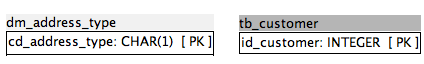 dm_address_type
cd_address_type: CHAR(1) [ PK ]
tb_customer
id_customer: INTEGER [ PK ]